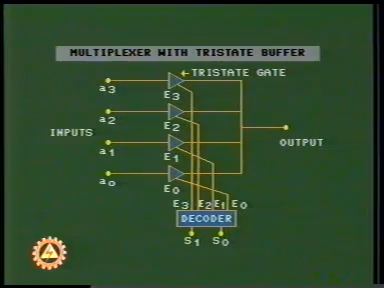 MULTIPLEXER WITH TRISTATE BUFFER
TRISTATE GATE
a3
E3
a2
E2
INPUTS
OUTPUT
a1
E1
a0
E0
E3 E2 E1 E0
DECODER
S1 S0